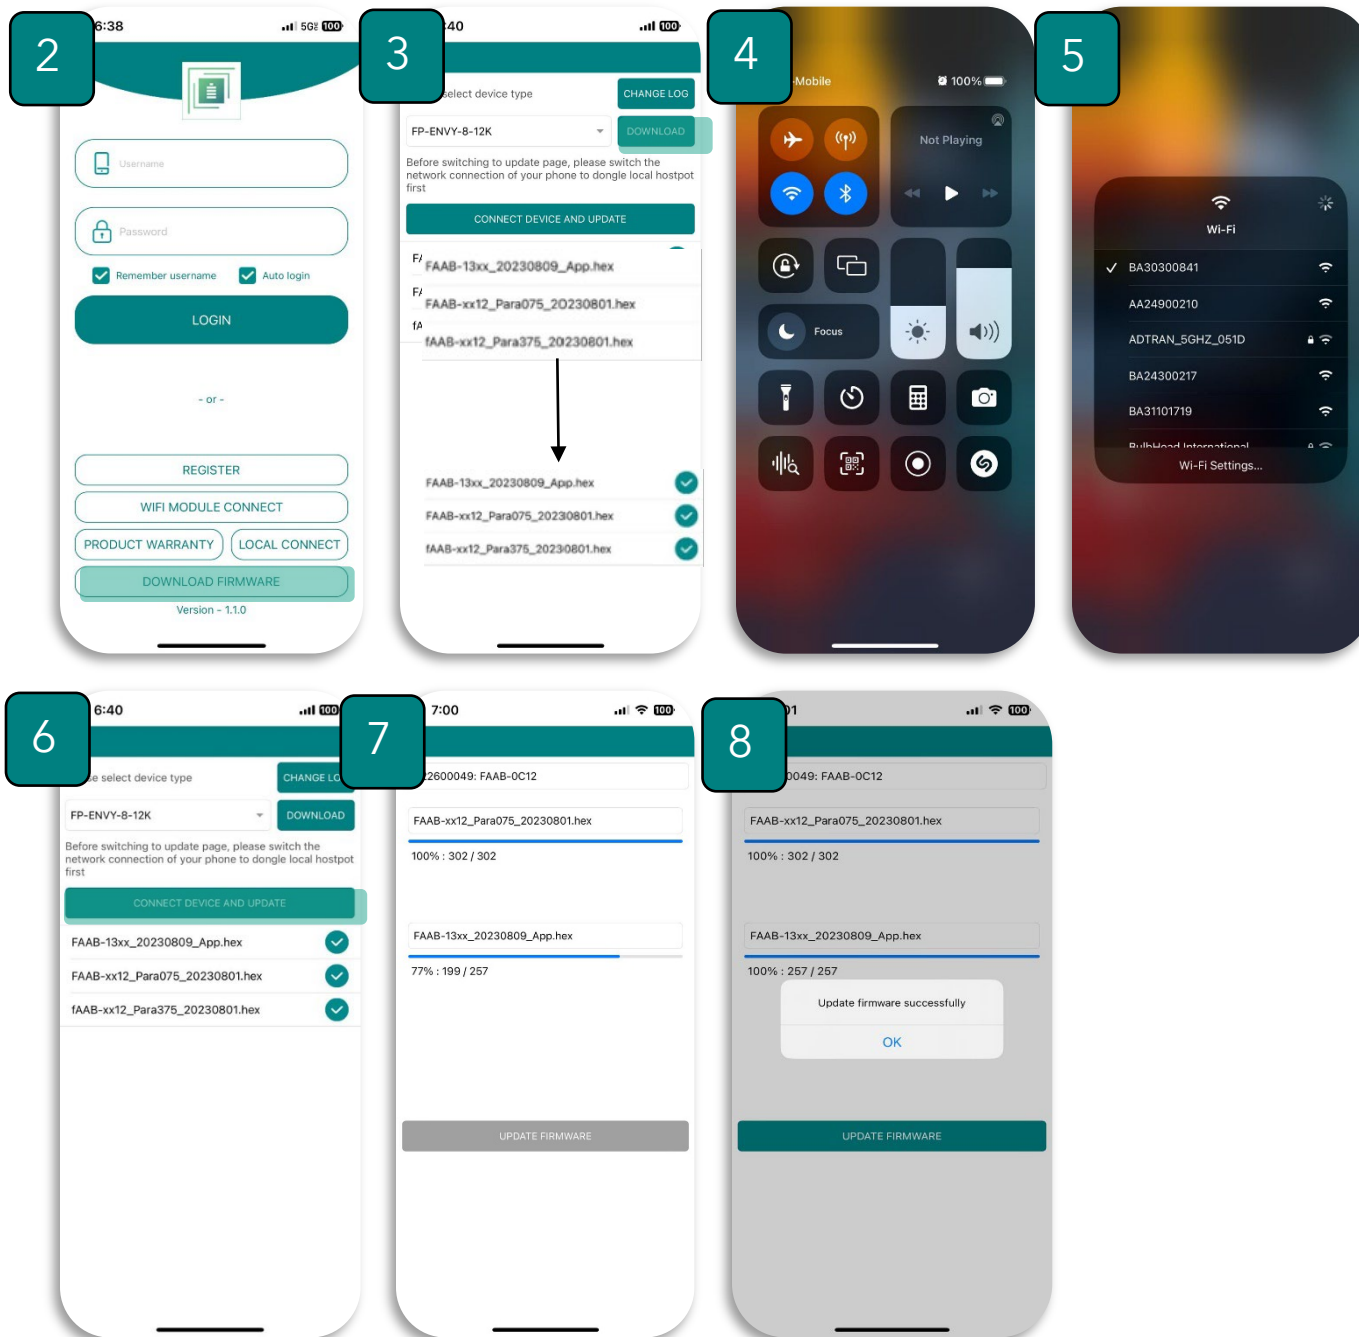 2
6:38
5G
100
Username
Password
Remember username
Auto login
LOGIN
- or -
REGISTER
WIFI MODULE CONNECT
PRODUCT WARRANTY
LOCAL CONNECT
DOWNLOAD FIRMWARE
Version - 1.1.0
3
:40
100
select device type
CHANGE LOG
FP-ENVY-8-12K
DOWNLOAD
Before switching to update page, please switch the
network connection of your phone to dongle local hostpot
first
CONNECT DEVICE AND UPDATE
FAAB-13xx_20230809_App.hex
FAAB-xx12_Para075_20230801.hex
fAAB-xx12_Para375_20230801.hex
FAAB-13xx_20230809_App.hex
FAAB-xx12_Para075_20230801.hex
fAAB-xx12_Para375_20230801.hex
4
-Mobile
100%
Not Playing
Focus
5
Wi-Fi
BA30300841
AA24900210
ADTRAN_5GHZ_051D
BA24300217
BA31101719
BulbHead International
Wi-Fi Settings...
6
6:40
100
se select device type
CHANGE LO
FP-ENVY-8-12K
DOWNLOAD
Before switching to update page, please switch the
network connection of your phone to dongle local hostpot
first
CONNECT DEVICE AND UPDATE
FAAB-13xx_20230809_App.hex
FAAB-xx12_Para075_20230801.hex
fAAB-xx12_Para375_20230801.hex
7
7:00
100
22600049: FAAB-0C12
FAAB-xx12_Para075_20230801.hex
100% : 302 / 302
FAAB-13xx_20230809_App.hex
77% : 199 / 257
UPDATE FIRMWARE
8
01
100
0049: FAAB-0C12
FAAB-xx12_Para075_20230801.hex
100% : 302 / 302
FAAB-13xx_20230809_App.hex
100% : 257 / 257
Update firmware successfully
OK
UPDATE FIRMWARE